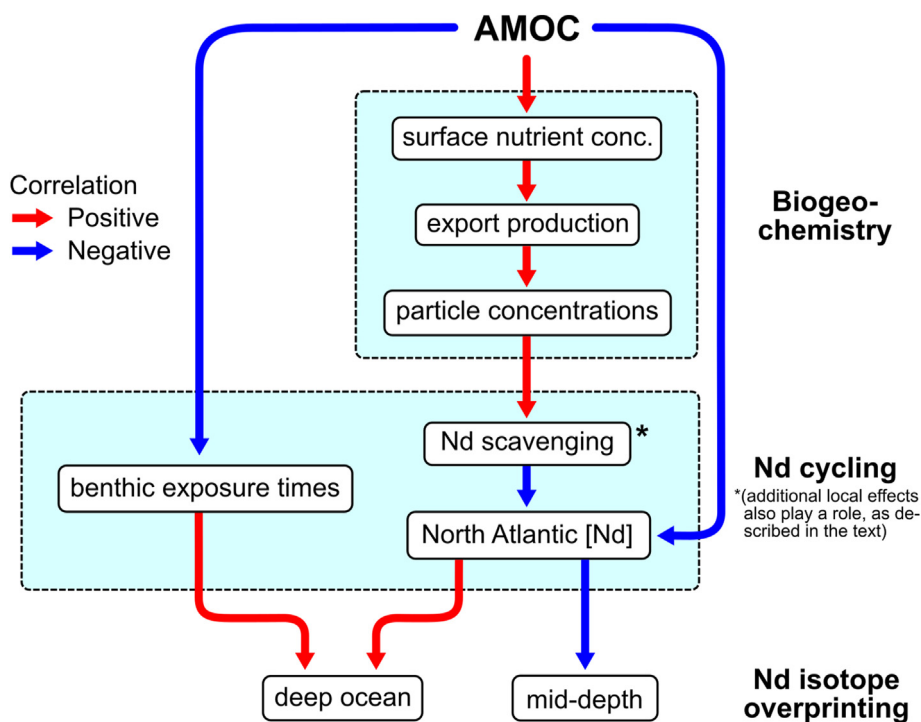 AMOC
surface nutrient conc.
export production
particle concentrations
Correlation
Positive
Negative
Biogeo-
chemistry
Nd scavenging *
benthic exposure times
North Atlantic [Nd]
Nd cycling
*(additional local effects
also play a role, as de-
scribed in the text)
deep ocean
mid-depth
Nd isotope
overprinting